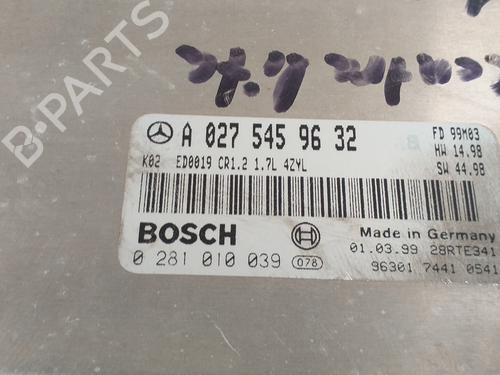 B-PARTS
A 027 545 96 32
FD 99M03
K02 ED0019 CR1.2 1.7L 4ZYL
HW 14.98
SW 44.98
BOSCH
Made in Germany
0 281 010 039 078
01.03.99 28RTE341
96301 7441 0541